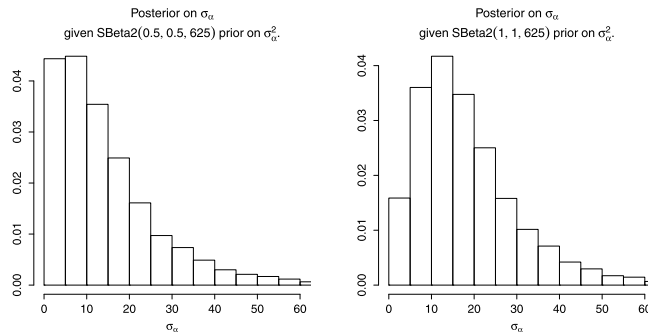 Posterior on σα
given SBeta2(0.5, 0.5, 625) prior on σ²α.
0.04
0.03
0.02
0.01
0.00
0 10 20 30 40 50 60
σα
Posterior on σα
given SBeta2(1, 1, 625) prior on σ²α.
0.04
0.03
0.02
0.01
0.00
0 10 20 30 40 50 60
σα